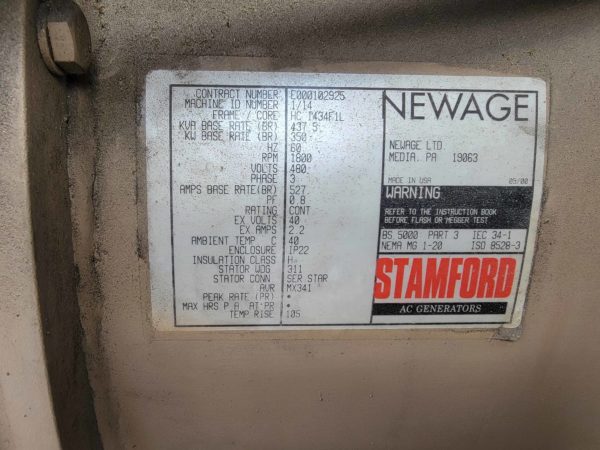 CONTRACT NUMBER E000102925
MACHINE ID NUMBER 1/14
FRAME / CORE HC I434F1L
KVA BASE RATE (BR) 437.5
KW BASE RATE (BR) 350
HZ 60
RPM 1800
VOLTS 480
PHASE 3
AMPS BASE RATE(BR) 527
PF 0.8
RATING CONT
EX VOLTS 40
EX AMPS 2.2
AMBIENT TEMP C 40
ENCLOSURE IP22
INSULATION CLASS H
STATOR WDG 311
STATOR CONN SER STAR
AVR MX341
PEAK RATE (PR) *
MAX HRS P.A. AT PR *
TEMP RISE 105
NEWAGE
NEWAGE LTD
MEDIA, PA 19063
MADE IN USA 09/00
WARNING
REFER TO THE INSTRUCTION BOOK
BEFORE FLASH OR MEGGER TEST
BS 5000 PART 3 IEC 34-1
NEMA MG 1-20 ISO 8528-3
STAMFORD
AC GENERATORS